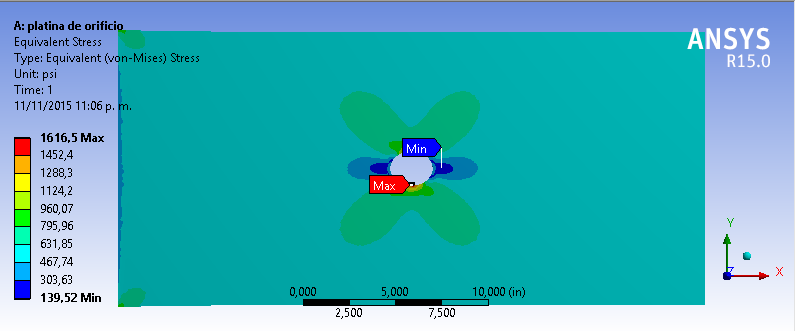 A: platina de orificio
Equivalent Stress
Type: Equivalent (von-Mises) Stress
Unit: psi
Time: 1
11/11/2015 11:06 p. m.
ANSYS
R15.0
1616,5 Max
1452,4
1288,3
1124,2
960,07
795,96
631,85
467,74
303,63
139,52 Min
Min
Max
Y
Z
X
0,000 5,000 10,000 (in)
2,500 7,500